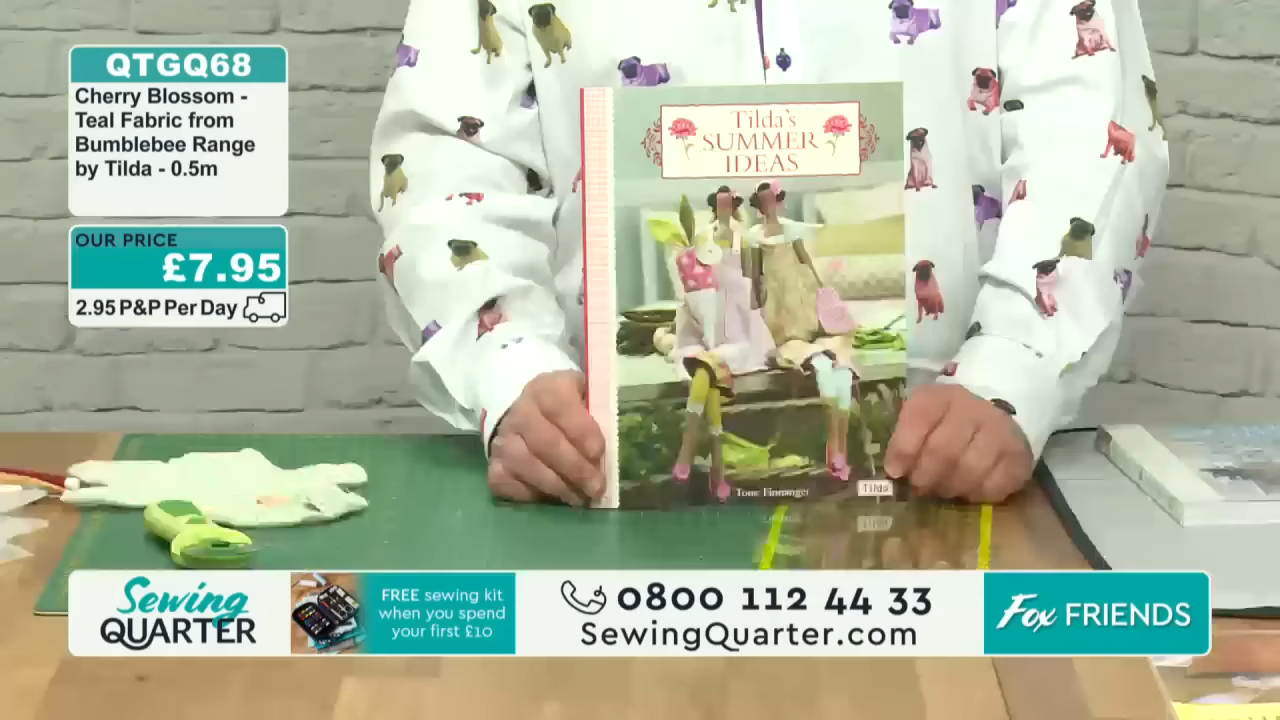 QTGQ68
Cherry Blossom -
Teal Fabric from
Bumblebee Range
by Tilda - 0.5m
OUR PRICE
£7.95
2.95 P&P Per Day
Tilda's
SUMMER
IDEAS
Tone Finnanger
Tilda
Sewing
QUARTER
FREE sewing kit
when you spend
your first £10
0800 112 44 33
SewingQuarter.com
Fox FRIENDS